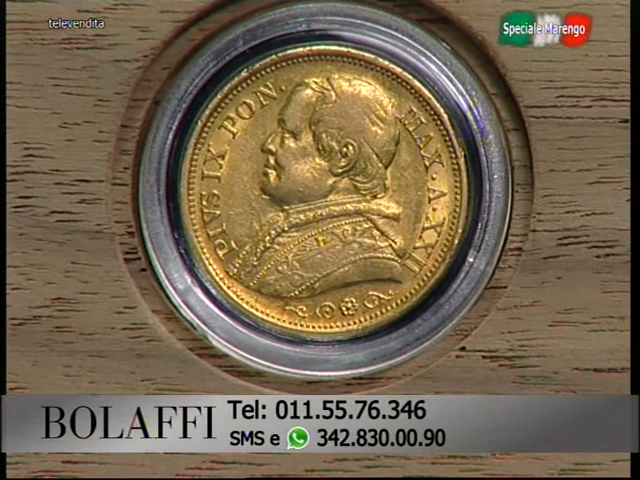 televendita
Speciale Marengo
PIVS IX PON. MAX. A. XXII
BOLAFFI
Tel: 011.55.76.346
SMS e 342.830.00.90